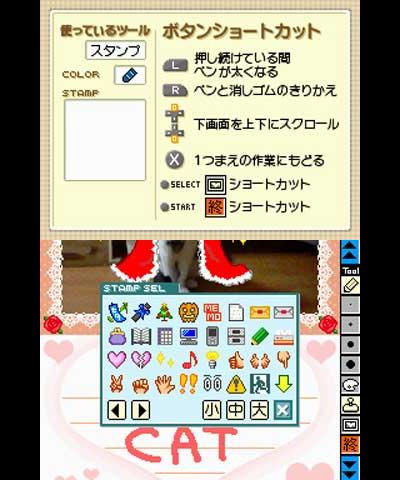 使っているツール
スタンプ
COLOR
STAMP
ボタンショートカット
L 押し続けている間
ペンが太くなる
R ペンと消しゴムのきりかえ
下画面を上下にスクロール
X 1つまえの作業にもどる
SELECT ショートカット
START 終 ショートカット
STAMP SEL
Tool
MEMO
小 中 大
終
CAT